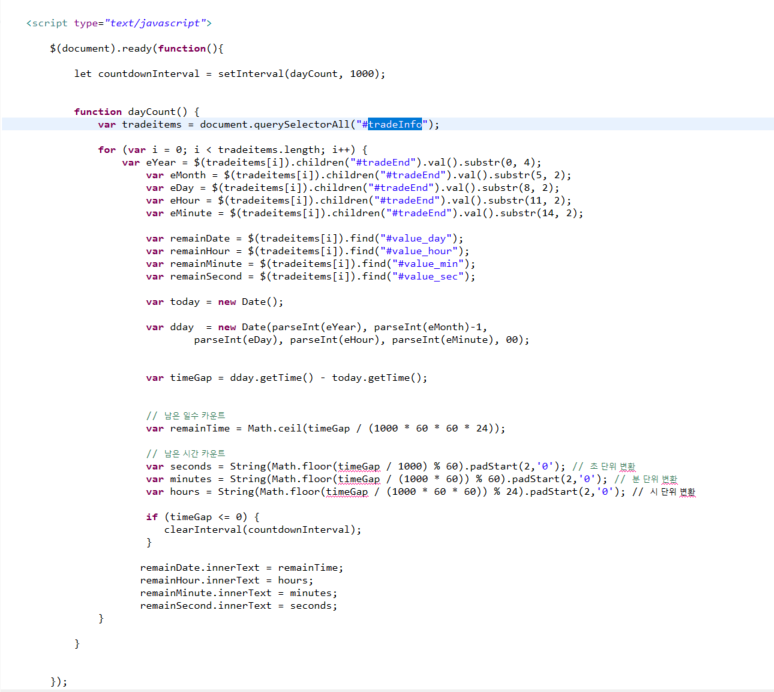 <script type="text/javascript">
$(document).ready(function(){
let countdownInterval = setInterval(dayCount, 1000);
function dayCount() {
var tradeitems = document.querySelectorAll("#tradeInfo");
for (var i = 0; i < tradeitems.length; i++) {
var eYear = $(tradeitems[i]).children("#tradeEnd").val().substr(0, 4);
var eMonth = $(tradeitems[i]).children("#tradeEnd").val().substr(5, 2);
var eDay = $(tradeitems[i]).children("#tradeEnd").val().substr(8, 2);
var eHour = $(tradeitems[i]).children("#tradeEnd").val().substr(11, 2);
var eMinute = $(tradeitems[i]).children("#tradeEnd").val().substr(14, 2);
var remainDate = $(tradeitems[i]).find("#value_day");
var remainHour = $(tradeitems[i]).find("#value_hour");
var remainMinute = $(tradeitems[i]).find("#value_min");
var remainSecond = $(tradeitems[i]).find("#value_sec");
var today = new Date();
var dday  = new Date(parseInt(eYear), parseInt(eMonth)-1,
parseInt(eDay), parseInt(eHour), parseInt(eMinute), 00);
var timeGap = dday.getTime() - today.getTime();
// 남은 일수 카운트
var remainTime = Math.ceil(timeGap / (1000 * 60 * 60 * 24));
// 남은 시간 카운트
var seconds = String(Math.floor(timeGap / 1000) % 60).padStart(2,'0'); // 초 단위 변환
var minutes = String(Math.floor(timeGap / (1000 * 60)) % 60).padStart(2,'0'); // 분 단위 변환
var hours = String(Math.floor(timeGap / (1000 * 60 * 60)) % 24).padStart(2,'0'); // 시 단위 변환
if (timeGap <= 0) {
clearInterval(countdownInterval);
}
remainDate.innerText = remainTime;
remainHour.innerText = hours;
remainMinute.innerText = minutes;
remainSecond.innerText = seconds;
}
}
});